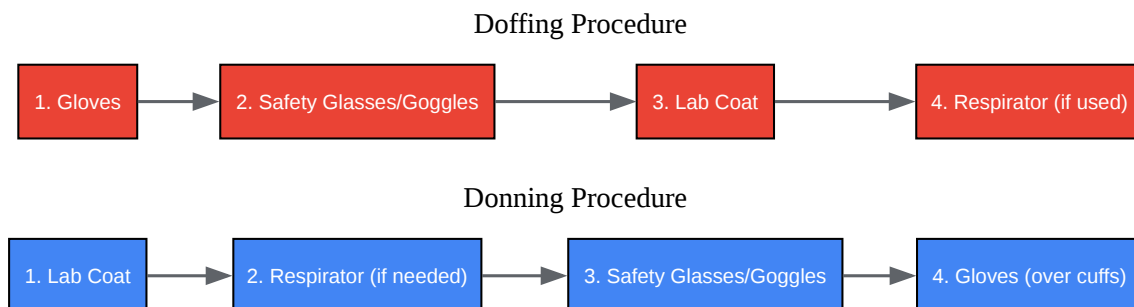 Doffing Procedure
1. Gloves
2. Safety Glasses/Goggles
3. Lab Coat
4. Respirator (if used)
Donning Procedure
1. Lab Coat
2. Respirator (if needed)
3. Safety Glasses/Goggles
4. Gloves (over cuffs)